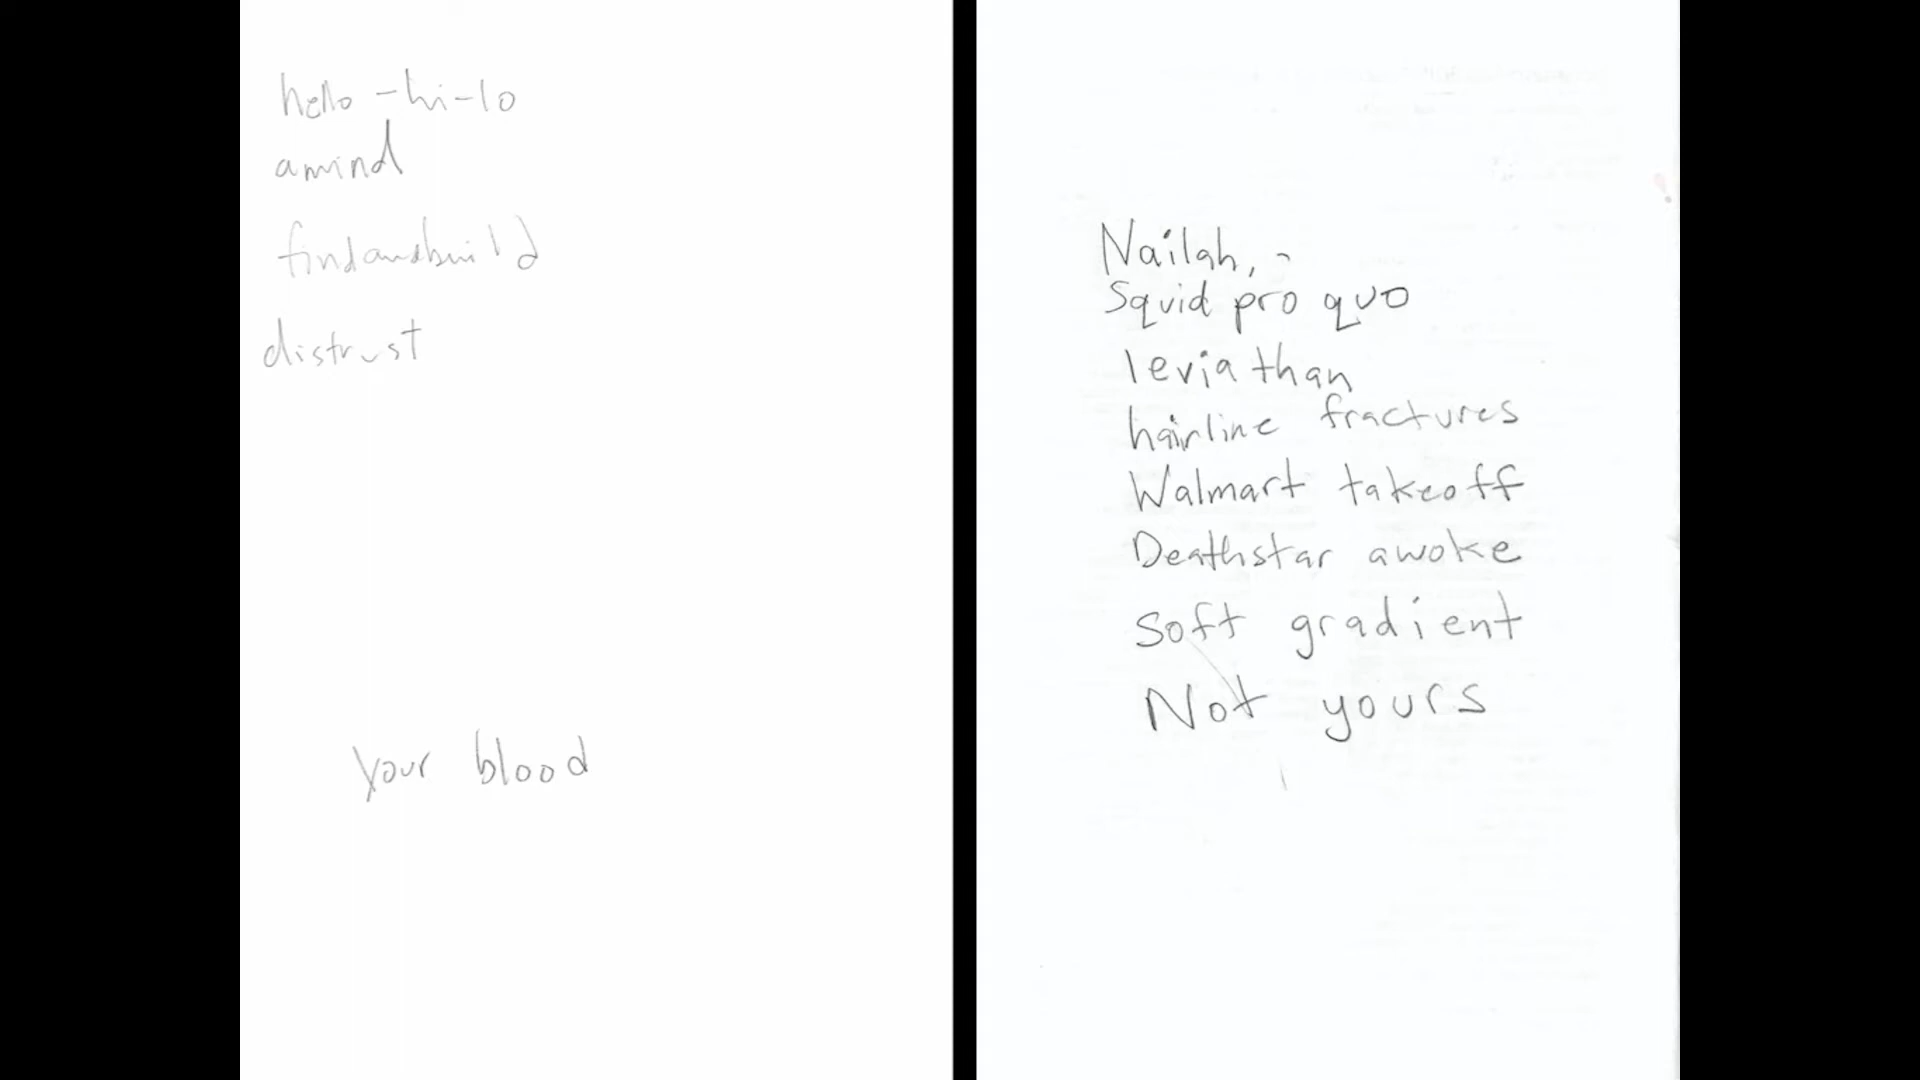 hello -hi-lo
amind
findandbuild
distrust
your blood
Nailah, -
Squid pro quo
leviathan
hairline fractures
Walmart takeoff
Deathstar awoke
Soft gradient
Not yours